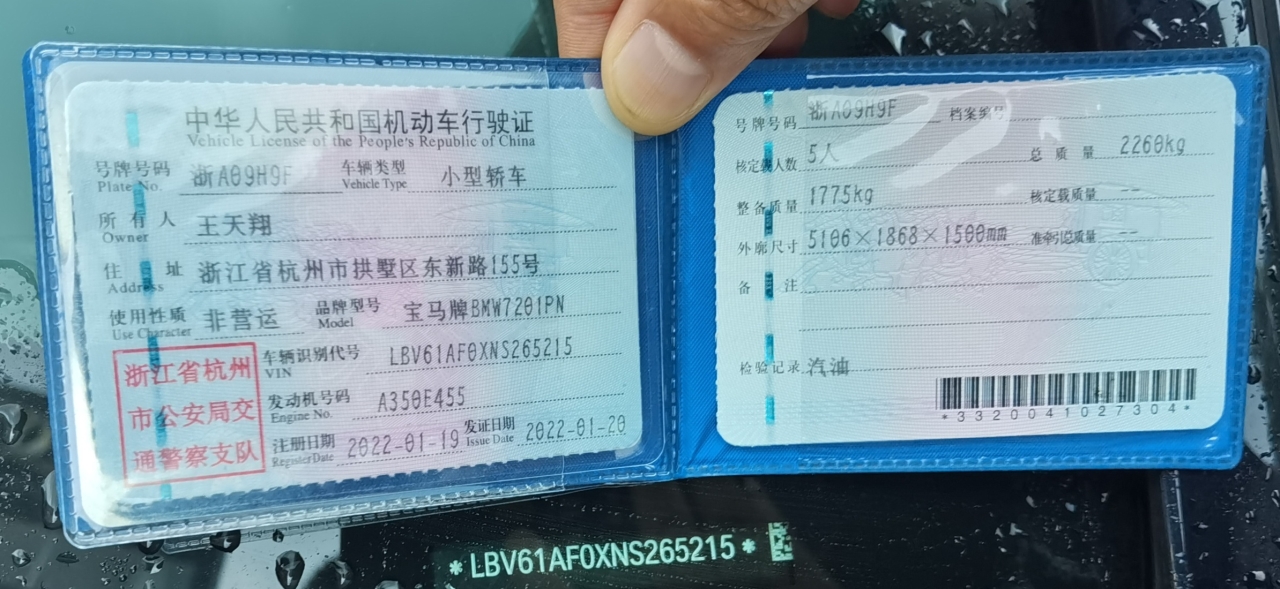 中华人民共和国机动车行驶证
Vehicle License of the People's Republic of China
号牌号码 浙A09H9F 车辆类型 小型轿车
Plate No. Vehicle Type
所有人 王天翔
Owner
住址 浙江省杭州市拱墅区东新路155号
Address
使用性质 非营运 品牌型号 宝马牌BMW7201PN
Use Character Model
浙江省杭州
市公安局交
通警察支队
车辆识别代号 LBV61AF0XNS265215
VIN
发动机号码 A350E455
Engine No.
注册日期 2022-01-19 发证日期 2022-01-20
Register Date Issue Date
号牌号码 浙A09H9F 档案编号
核定载人数 5人 总质量 2260kg
整备质量 1775kg 核定载质量 --
外廓尺寸 5106×1868×1500mm 准牵引总质量 --
备注
检验记录 汽油
*3320041027304*
*LBV61AF0XNS265215*